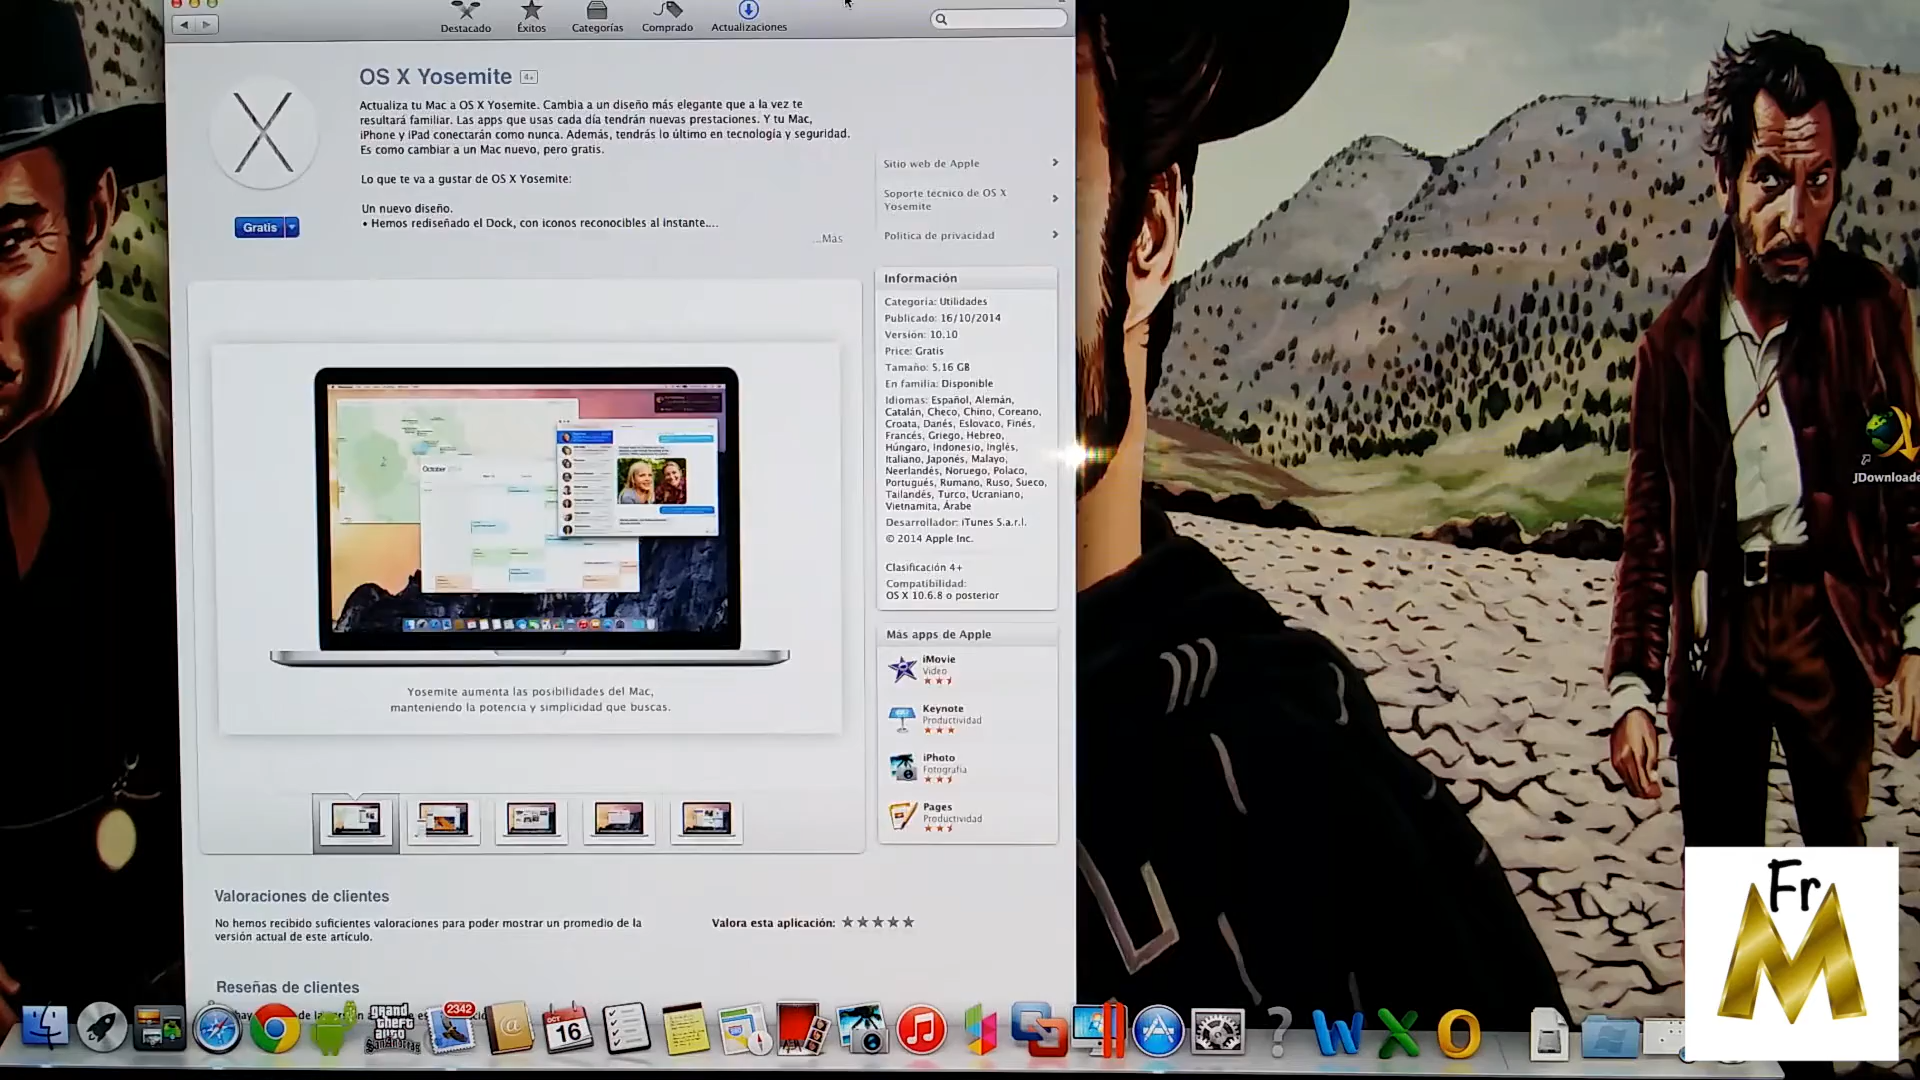 Destacado
Éxitos
Categorías
Comprado
Actualizaciones
OS X Yosemite 4+
Actualiza tu Mac a OS X Yosemite. Cambia a un diseño más elegante que a la vez te
resultará familiar. Las apps que usas cada día tendrán nuevas prestaciones. Y tu Mac,
iPhone y iPad conectarán como nunca. Además, tendrás lo último en tecnología y seguridad.
Es como cambiar a un Mac nuevo, pero gratis.
Lo que te va a gustar de OS X Yosemite:
Un nuevo diseño.
• Hemos rediseñado el Dock, con iconos reconocibles al instante....
...Más
Gratis
Sitio web de Apple
Soporte técnico de OS X
Yosemite
Política de privacidad
Información
Categoría: Utilidades
Publicado: 16/10/2014
Versión: 10.10
Price: Gratis
Tamaño: 5.16 GB
En familia: Disponible
Idiomas: Español, Alemán,
Catalán, Checo, Chino, Coreano,
Croata, Danés, Eslovaco, Finés,
Francés, Griego, Hebreo,
Húngaro, Indonesio, Inglés,
Italiano, Japonés, Malayo,
Neerlandés, Noruego, Polaco,
Portugués, Rumano, Ruso, Sueco,
Tailandés, Turco, Ucraniano,
Vietnamita, Árabe
Desarrollador: iTunes S.a.r.l.
© 2014 Apple Inc.
Clasificación 4+
Compatibilidad:
OS X 10.6.8 o posterior
October
Yosemite aumenta las posibilidades del Mac,
manteniendo la potencia y simplicidad que buscas.
Más apps de Apple
iMovie
Video
Keynote
Productividad
iPhoto
Fotografía
Pages
Productividad
Valoraciones de clientes
No hemos recibido suficientes valoraciones para poder mostrar un promedio de la
versión actual de este artículo.
Valora esta aplicación:
Reseñas de clientes
JDownloade
grand
theft
auto
SanAndreas
2342
OCT
16
Fr
M